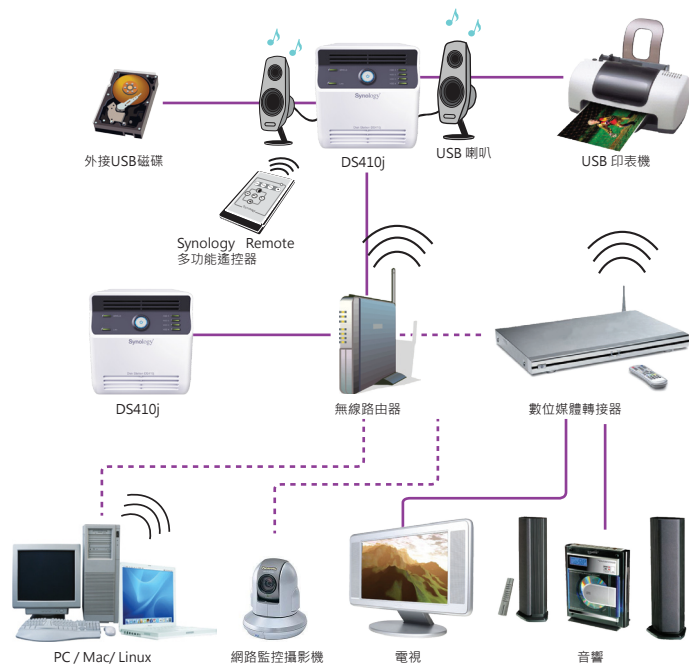 Synology
外接USB磁碟
DS410j
USB 喇叭
USB 印表機
Synology Remote
多功能遙控器
Synology
DS410j
無線路由器
數位媒體轉接器
PC / Mac/ Linux
網路監控攝影機
電視
音響